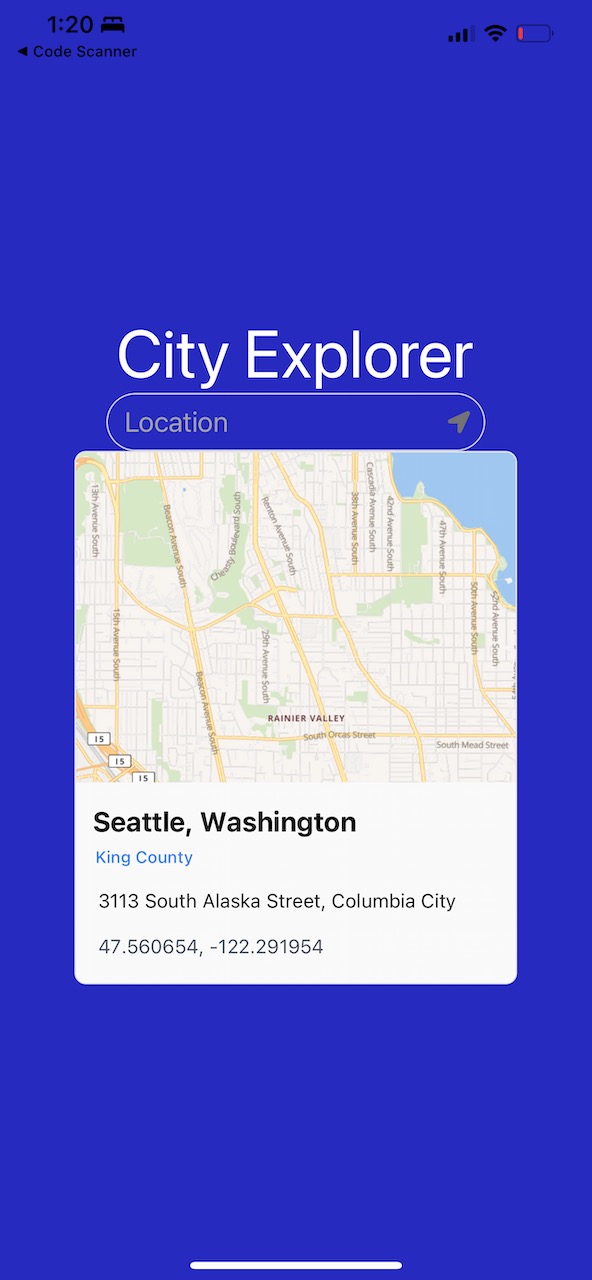 1:20
◀ Code Scanner
City Explorer
Location
13th Avenue South
Beacon Avenue South
Cheasty Boulevard South
Renton Avenue South
38th Avenue South
Cascadia Avenue South
42nd Avenue South
47th Avenue South
50th Avenue South
52nd Avenue South
15th Avenue South
29th Avenue South
Beacon Avenue South
RAINIER VALLEY
South Orcas Street
South Mead Street
I5
I5
I5
Seattle, Washington
King County
3113 South Alaska Street, Columbia City
47.560654, -122.291954